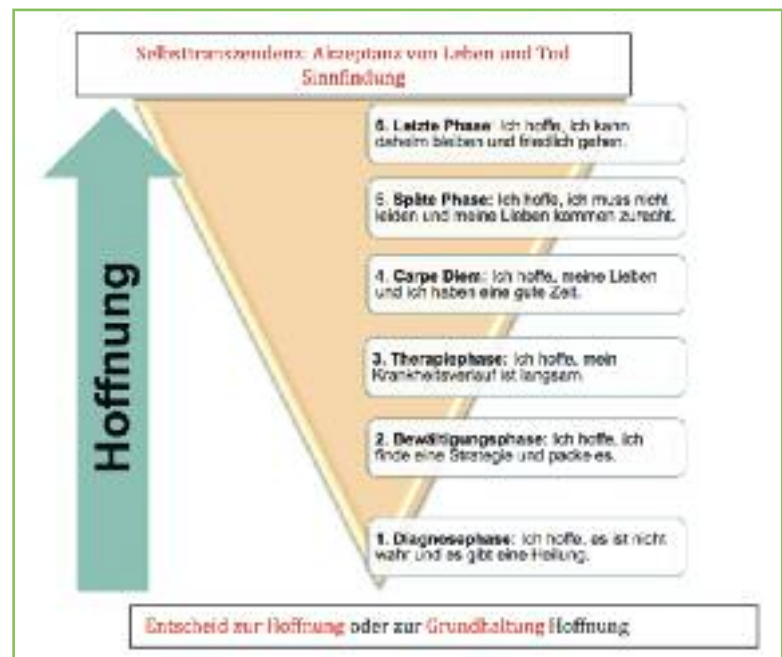 Selbsttranszendenz: Akzeptanz von Leben und Tod
Sinnfindung
6. Letzte Phase: Ich hoffe, ich kann
daheim bleiben und friedlich gehen.
5. Späte Phase: Ich hoffe, ich muss nicht
leiden und meine Lieben kommen zurecht.
4. Carpe Diem: Ich hoffe, meine Lieben
und ich haben eine gute Zeit.
3. Therapiephase: Ich hoffe, mein
Krankheitsverlauf ist langsam.
2. Bewältigungsphase: Ich hoffe, ich
finde eine Strategie und packe es.
1. Diagnosephase: Ich hoffe, es ist nicht
wahr und es gibt eine Heilung.
Hoffnung
Entscheid zur Hoffnung oder zur Grundhaltung Hoffnung